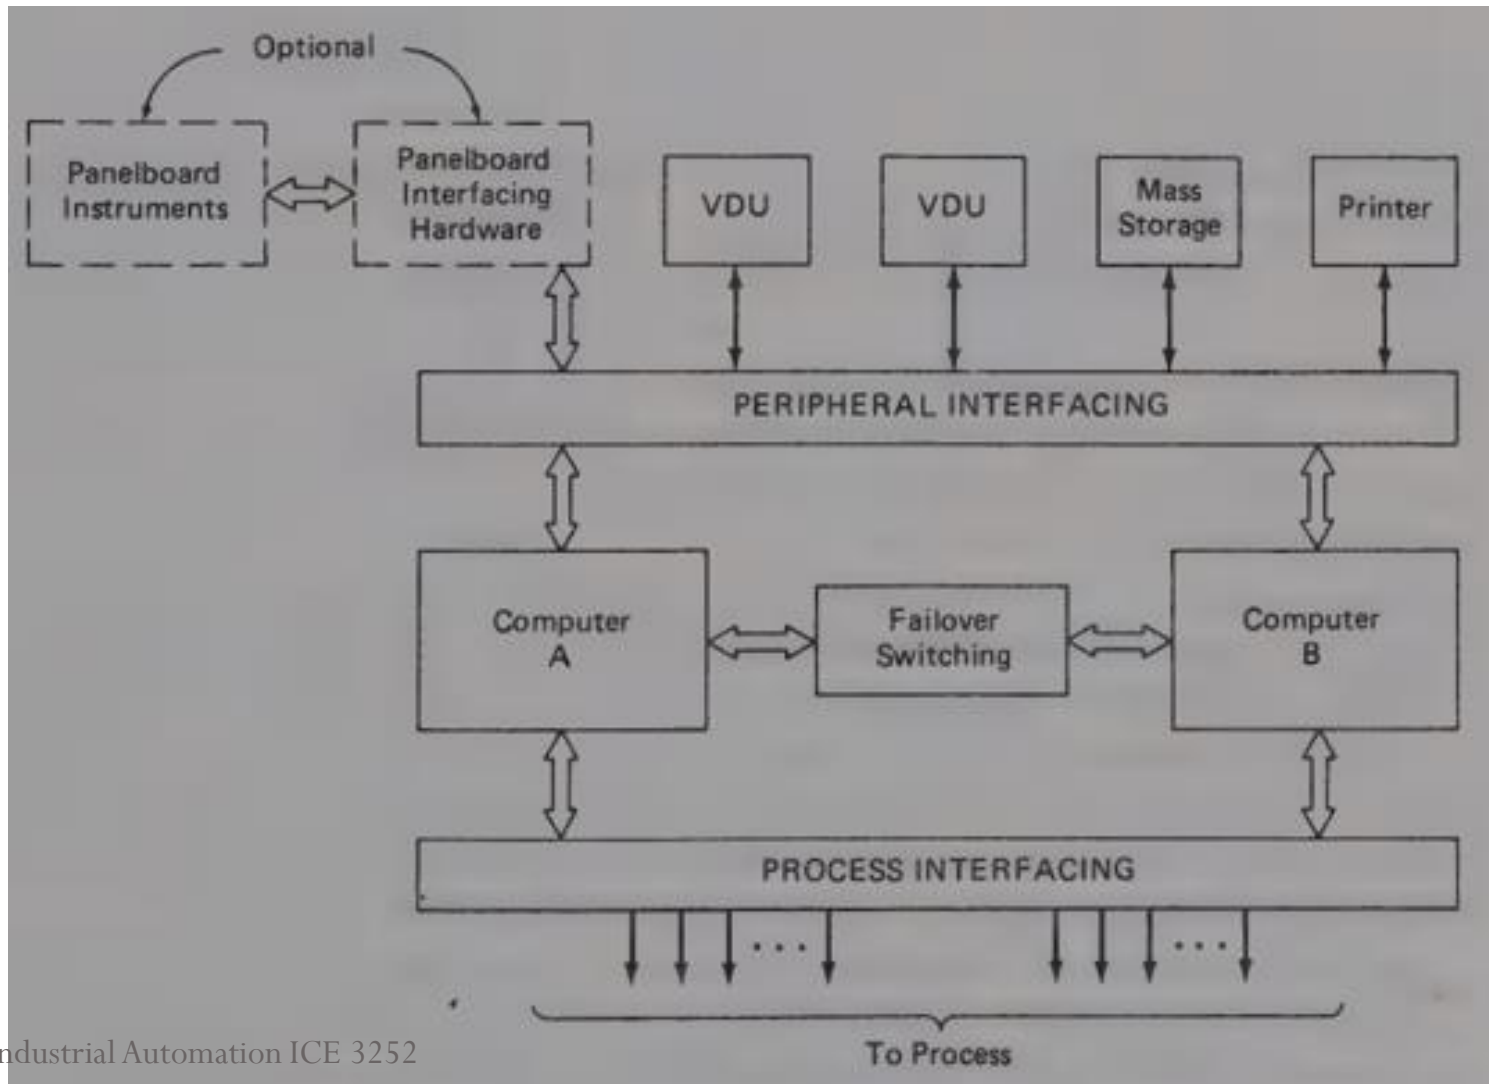 Optional
Panelboard
Instruments
Panelboard
Interfacing
Hardware
VDU
VDU
Mass
Storage
Printer
PERIPHERAL INTERFACING
Computer
A
Failover
Switching
Computer
B
PROCESS INTERFACING
To Process
ndustrial Automation ICE 3252